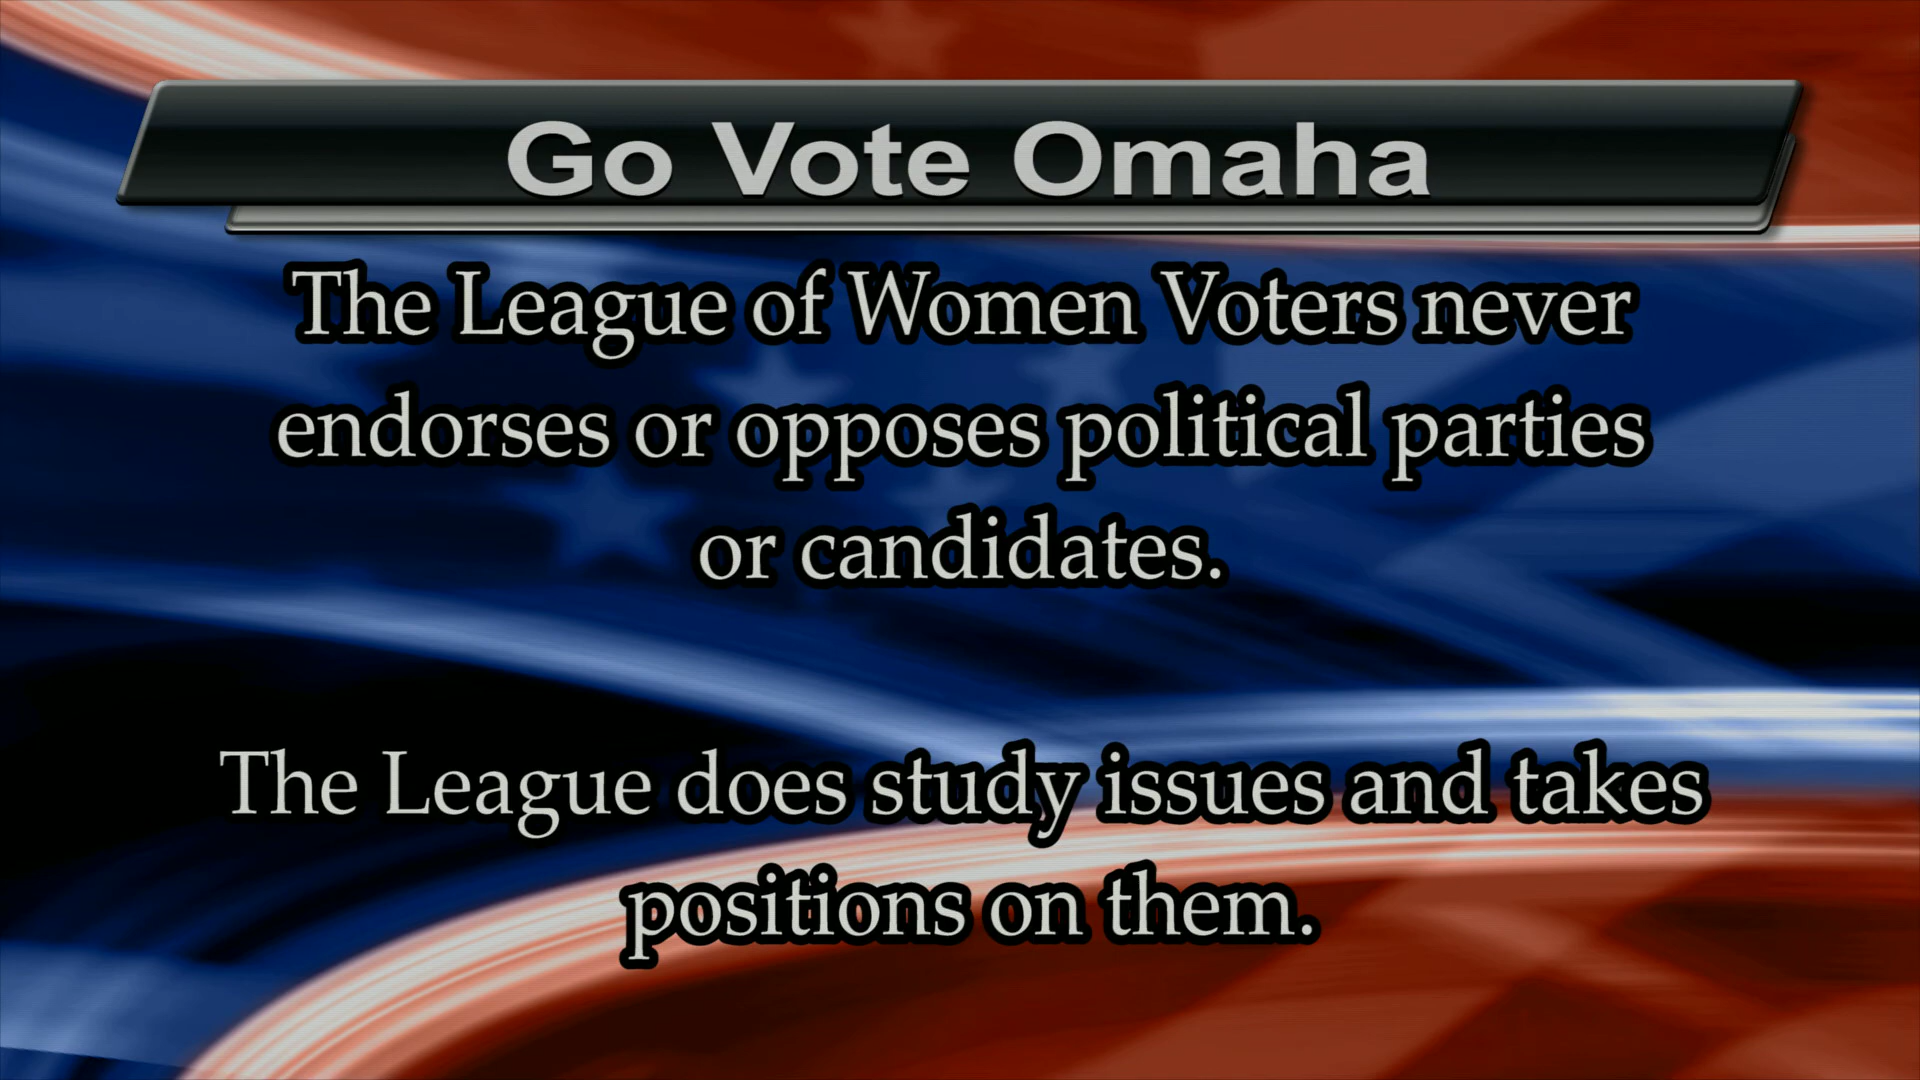 Go Vote Omaha
The League of Women Voters never
endorses or opposes political parties
or candidates.
The League does study issues and takes
positions on them.